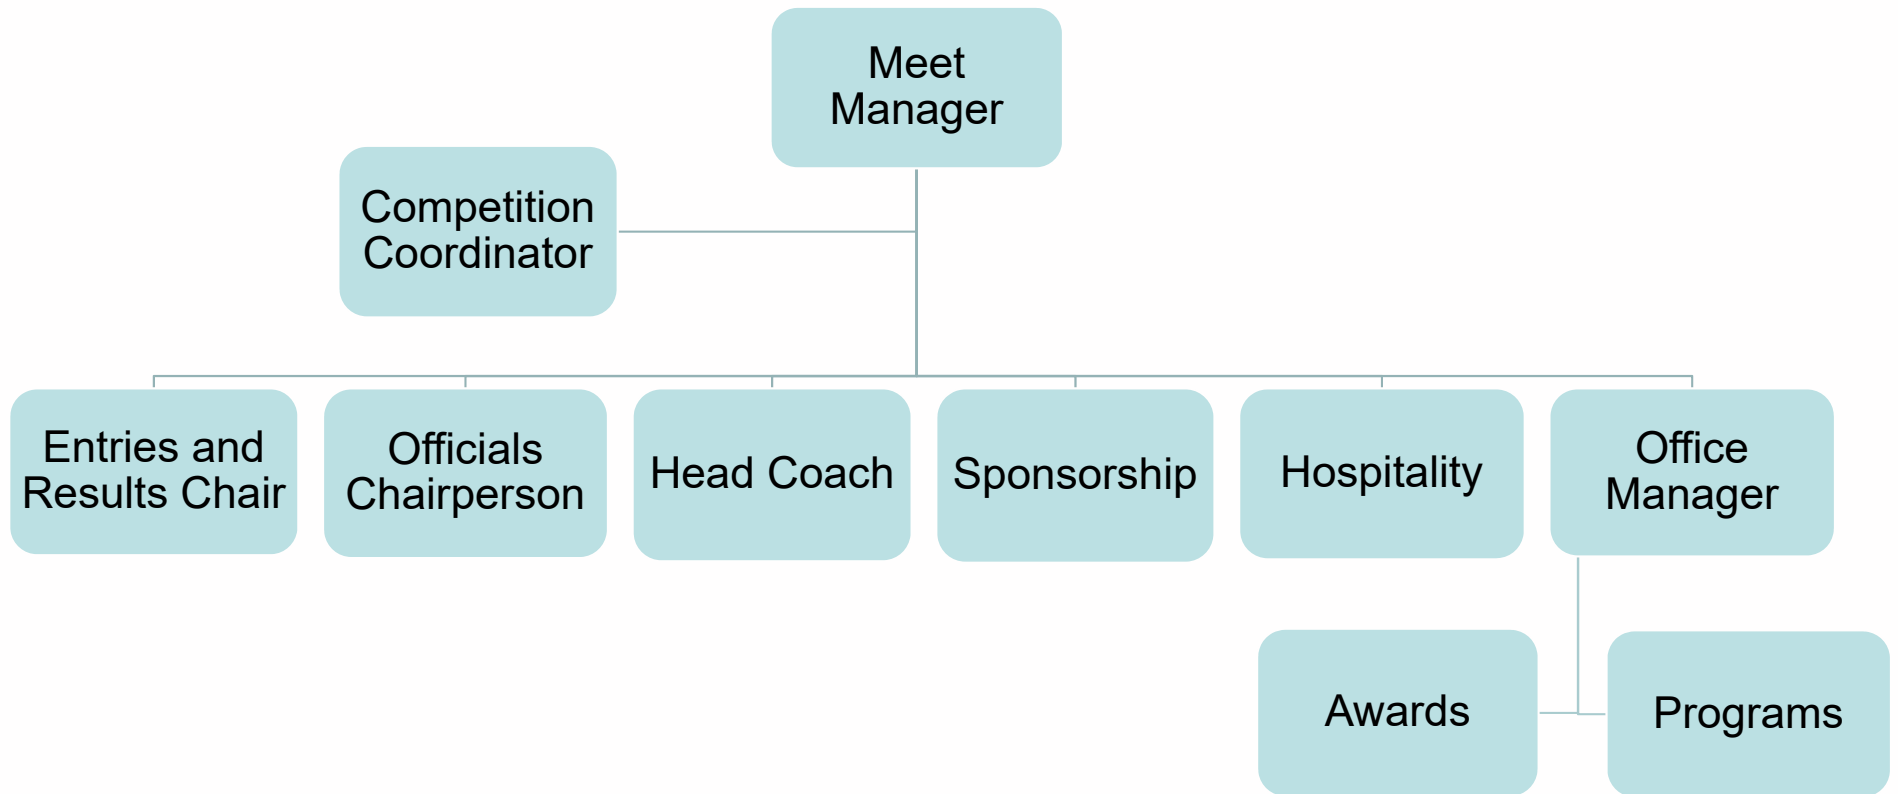 Meet
Manager
Competition
Coordinator
Entries and
Results Chair
Officials
Chairperson
Head Coach
Sponsorship
Hospitality
Office
Manager
Awards
Programs